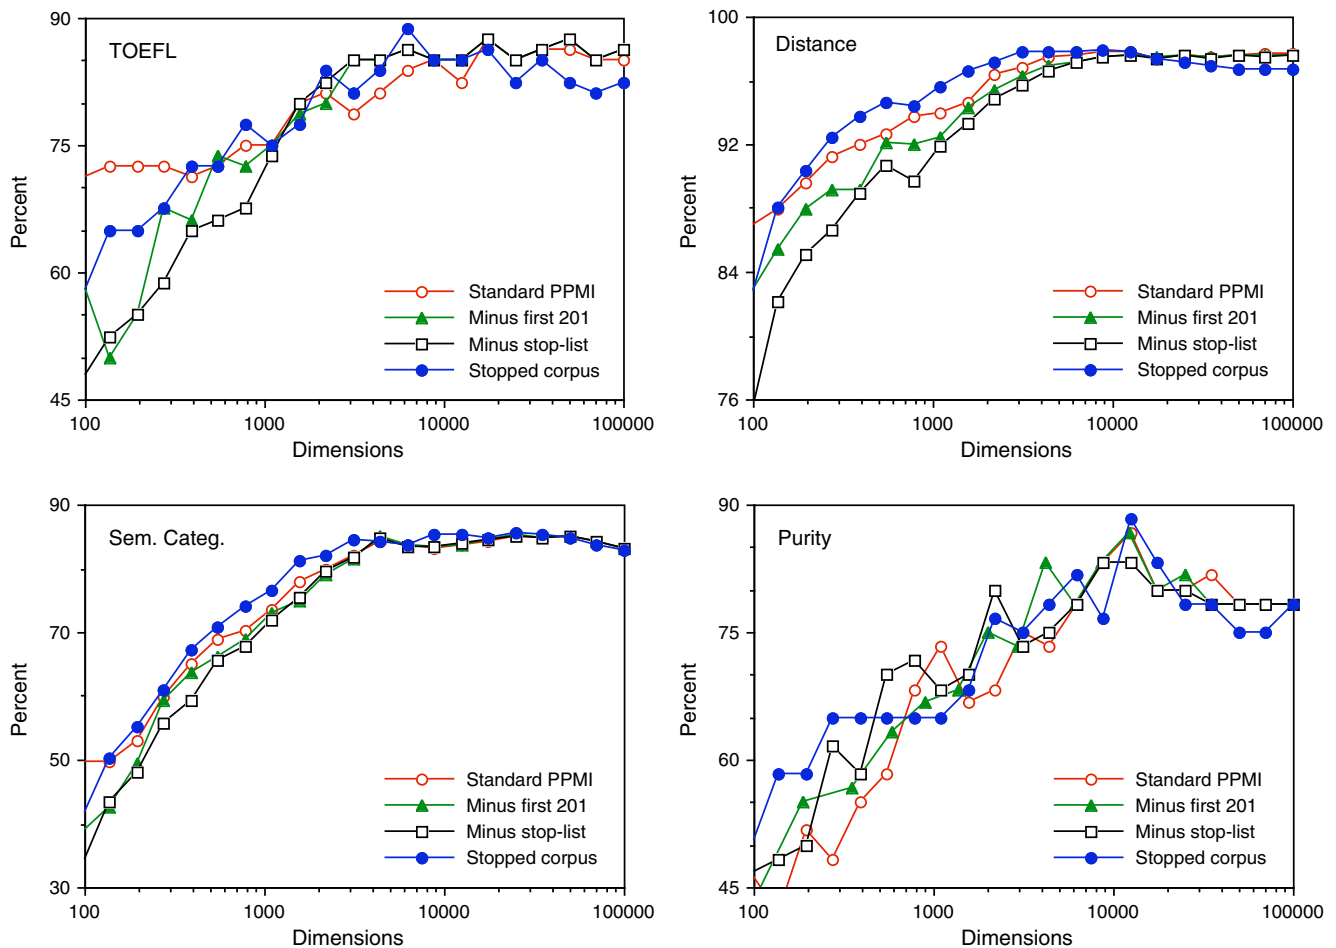 90
75
60
45
Percent
TOEFL
Standard PPMI
Minus first 201
Minus stop-list
Stopped corpus
100
1000
10000
100000
Dimensions
100
92
84
76
Percent
Distance
Standard PPMI
Minus first 201
Minus stop-list
Stopped corpus
100
1000
10000
100000
Dimensions
90
70
50
30
Percent
Sem. Categ.
Standard PPMI
Minus first 201
Minus stop-list
Stopped corpus
100
1000
10000
100000
Dimensions
90
75
60
45
Percent
Purity
Standard PPMI
Minus first 201
Minus stop-list
Stopped corpus
100
1000
10000
100000
Dimensions